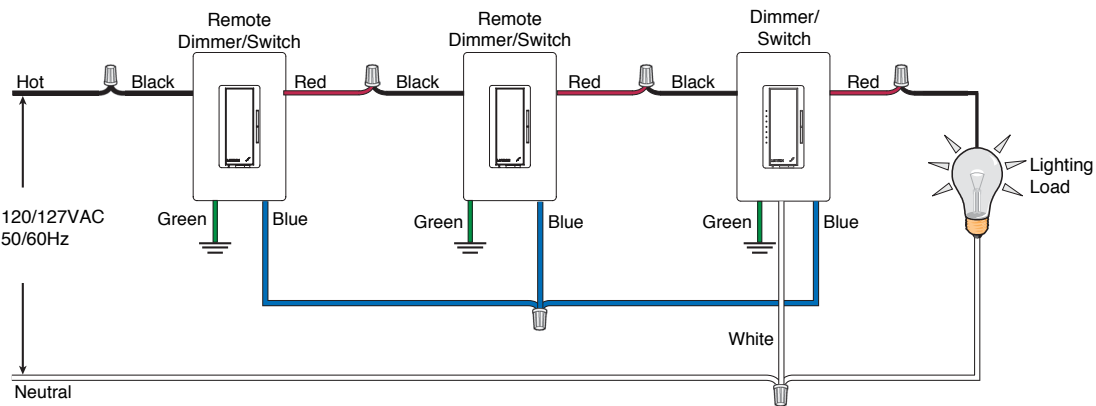 Remote
Dimmer/Switch
Remote
Dimmer/Switch
Dimmer/
Switch
Hot
Black
Red
Black
Red
Black
Red
Lighting
Load
Green
Blue
Green
Blue
Green
Blue
120/127VAC
50/60Hz
White
Neutral